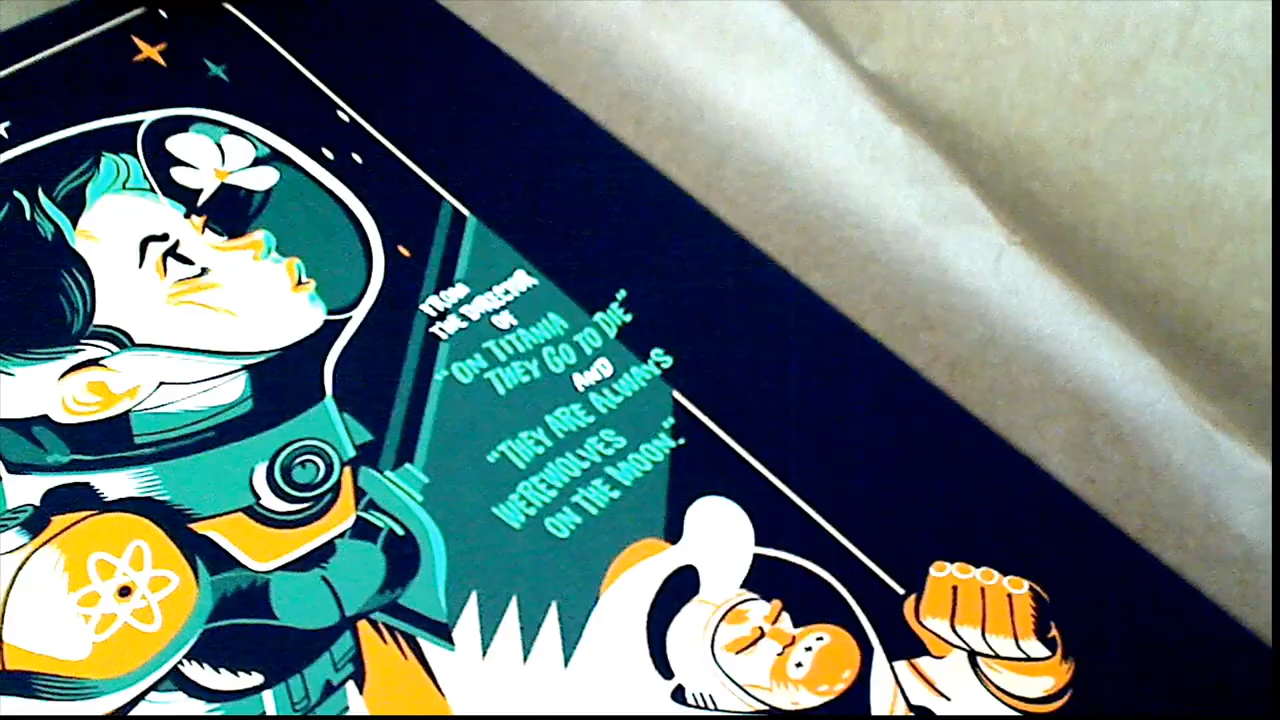 FROM
THE DIRECTOR
OF
"ON TITANIA
THEY GO TO DIE"
AND
"THEY ARE ALWAYS
WEREWOLVES
ON THE MOON."